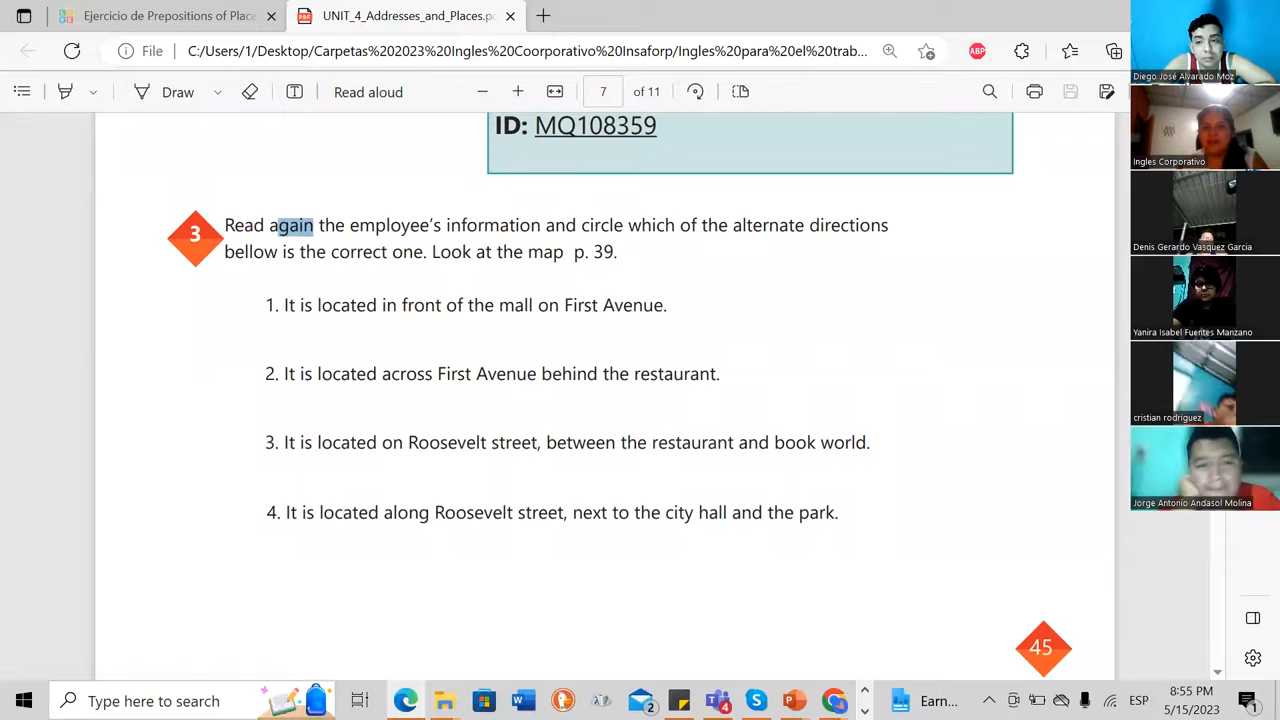 Ejercicio de Prepositions of Place
UNIT_4_Addresses_and_Places.pc
File
C:/Users/1/Desktop/Carpetas%202023%20Ingles%20Coorporativo%20Insaforp/Ingles%20para%20el%20trab...
ABP
Draw
Read aloud
7
of 11
ID: MQ108359
3
Read again the employee's information and circle which of the alternate directions
bellow is the correct one. Look at the map p. 39.
1. It is located in front of the mall on First Avenue.
2. It is located across First Avenue behind the restaurant.
3. It is located on Roosevelt street, between the restaurant and book world.
4. It is located along Roosevelt street, next to the city hall and the park.
45
Diego José Alvarado Moz
Ingles Corporativo
Denis Gerardo Vasquez Garcia
Yanira Isabel Fuentes Manzano
cristian rodriguez
Jorge Antonio Andasol Molina
Type here to search
2
4
Earn...
ESP
8:55 PM
5/15/2023
1